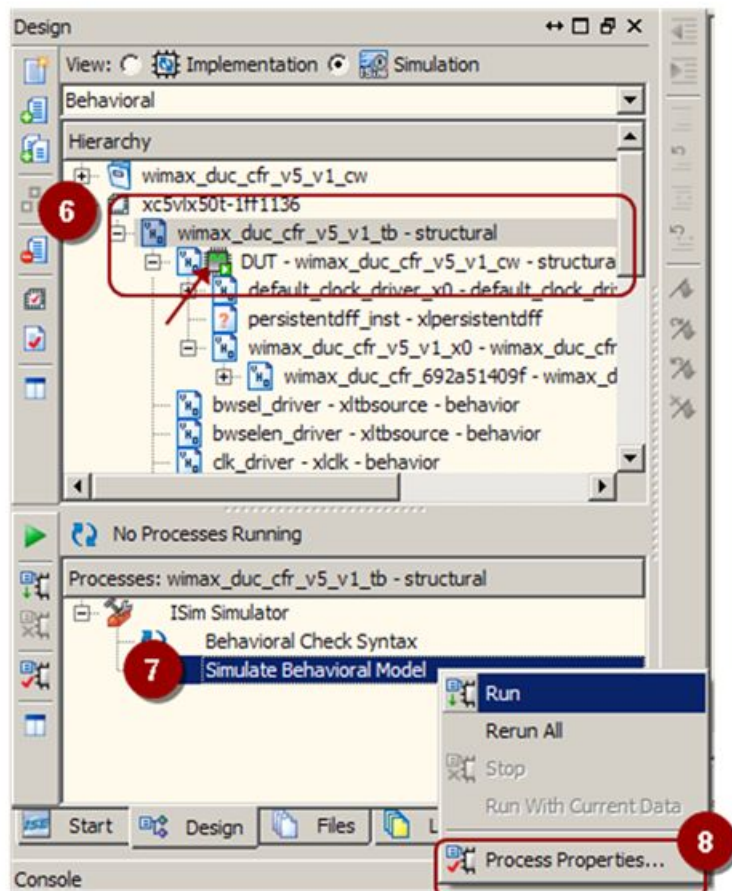 Design
View: Implementation Simulation
Behavioral
Hierarchy
wimax_duc_cfr_v5_v1_cw
6
xc5vlx50t-1ff1136
wimax_duc_cfr_v5_v1_tb - structural
DUT - wimax_duc_cfr_v5_v1_cw - structura
default_clock_driver_x0 - default_clock_dri
persistentdff_inst - xlpersistentdff
wimax_duc_cfr_v5_v1_x0 - wimax_duc_cfr
wimax_duc_cfr_692a51409f - wimax_d
bwsel_driver - xltbsource - behavior
bwselen_driver - xltbsource - behavior
clk_driver - xlclk - behavior
No Processes Running
Processes: wimax_duc_cfr_v5_v1_tb - structural
ISim Simulator
Behavioral Check Syntax
7 Simulate Behavioral Model
Run
Rerun All
Stop
Run With Current Data
8
Process Properties...
ISE Start Design Files L
Console